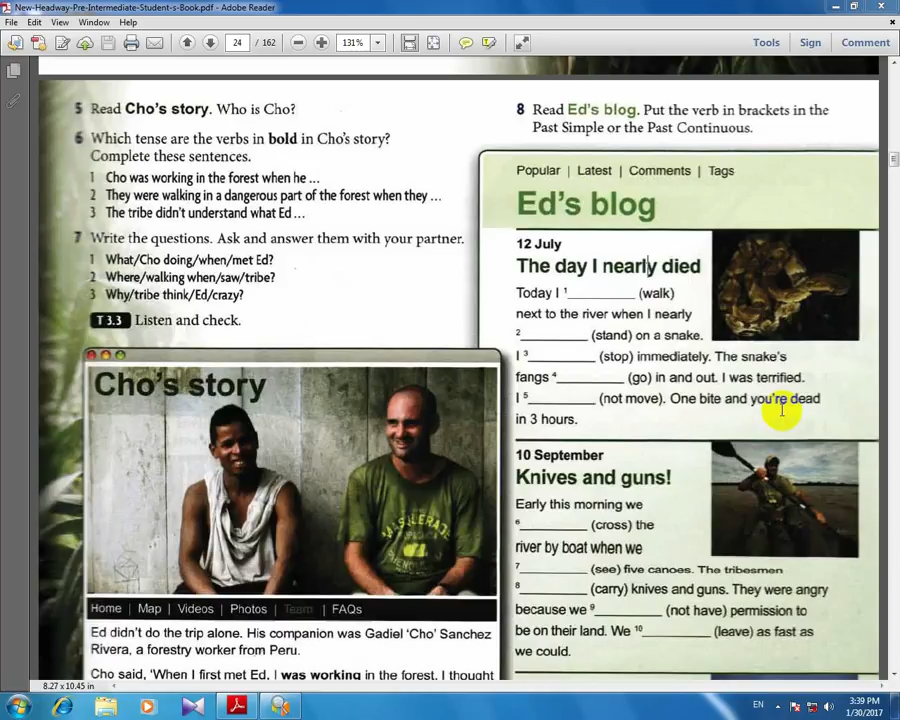 New-Headway-Pre-Intermediate-Student-s-Book.pdf - Adobe Reader
File Edit View Window Help
24 / 162 131% Tools Sign Comment
5 Read Cho's story. Who is Cho?
6 Which tense are the verbs in bold in Cho's story?
Complete these sentences.
1 Cho was working in the forest when he ...
2 They were walking in a dangerous part of the forest when they ...
3 The tribe didn't understand what Ed ...
7 Write the questions. Ask and answer them with your partner.
1 What/Cho doing/when/met Ed?
2 Where/walking when/saw/tribe?
3 Why/tribe think/Ed/crazy?
T 3.3 Listen and check.
Cho's story
Home | Map | Videos | Photos | Team | FAQs
Ed didn't do the trip alone. His companion was Gadiel 'Cho' Sanchez
Rivera, a forestry worker from Peru.
Cho said, 'When I first met Ed, I was working in the forest. I thought
8 Read Ed's blog. Put the verb in brackets in the
Past Simple or the Past Continuous.
Popular | Latest | Comments | Tags
Ed's blog
12 July
The day I nearly died
Today I 1__________ (walk)
next to the river when I nearly
2__________ (stand) on a snake.
I 3__________ (stop) immediately. The snake's
fangs 4__________ (go) in and out. I was terrified.
I 5__________ (not move). One bite and you're dead
in 3 hours.
10 September
Knives and guns!
Early this morning we
6__________ (cross) the
river by boat when we
7__________ (see) five canoes. The tribesmen
8__________ (carry) knives and guns. They were angry
because we 9__________ (not have) permission to
be on their land. We 10__________ (leave) as fast as
we could.
8.27 x 10.45 in
EN 3:39 PM
1/30/2017